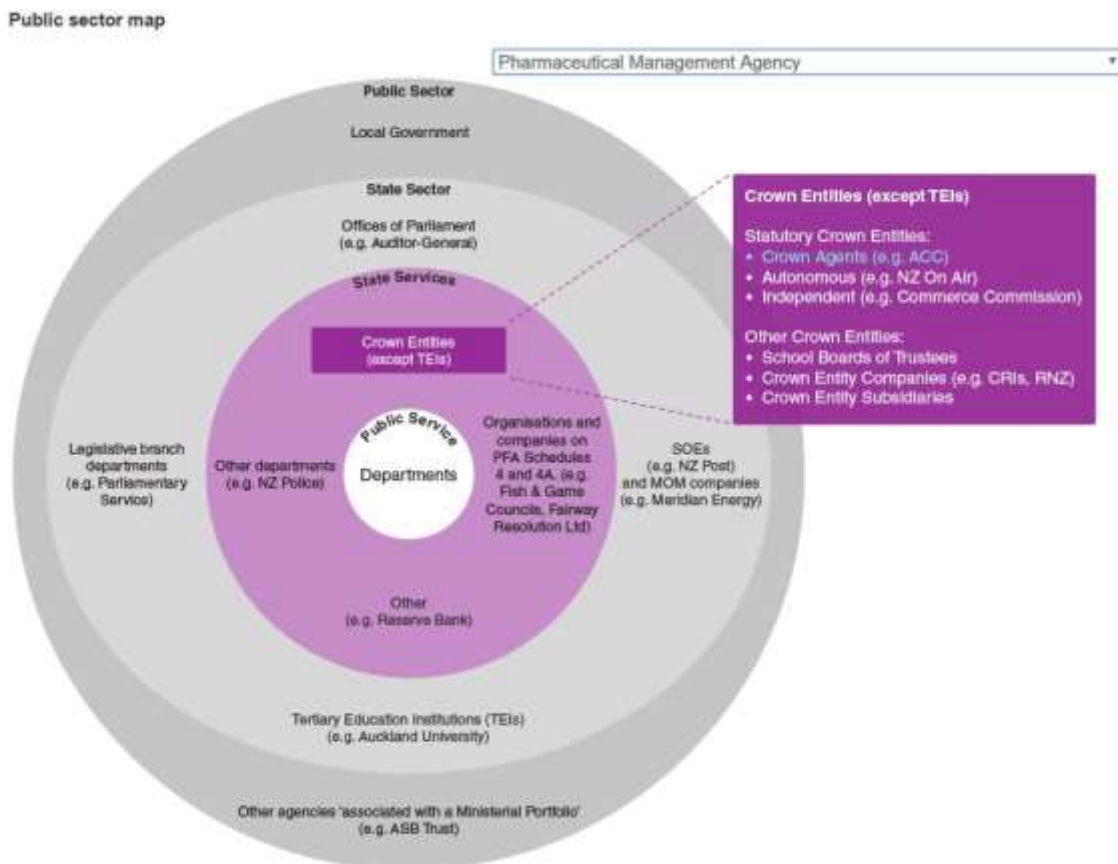 Public sector map
Pharmaceutical Management Agency
Public Sector
Local Government
State Sector
Offices of Parliament
(e.g. Auditor-General)
State Services
Crown Entities
(except TEIs)
Crown Entities (except TEIs)
Statutory Crown Entities:
• Crown Agents (e.g. ACC)
• Autonomous (e.g. NZ On Air)
• Independent (e.g. Commerce Commission)
Other Crown Entities:
• School Boards of Trustees
• Crown Entity Companies (e.g. CRIs, RNZ)
• Crown Entity Subsidiaries
Legislative branch
departments
(e.g. Parliamentary
Service)
Other departments
(e.g. NZ Police)
Public Service
Departments
Organisations and
companies on
PFA Schedules
4 and 4A. (e.g.
Fish & Game
Councils, Fairway
Resolution Ltd)
SOEs
(e.g. NZ Post)
and MOM companies
(e.g. Meridian Energy)
Other
(e.g. Reserve Bank)
Tertiary Education Institutions (TEIs)
(e.g. Auckland University)
Other agencies 'associated with a Ministerial Portfolio'
(e.g. ASB Trust)